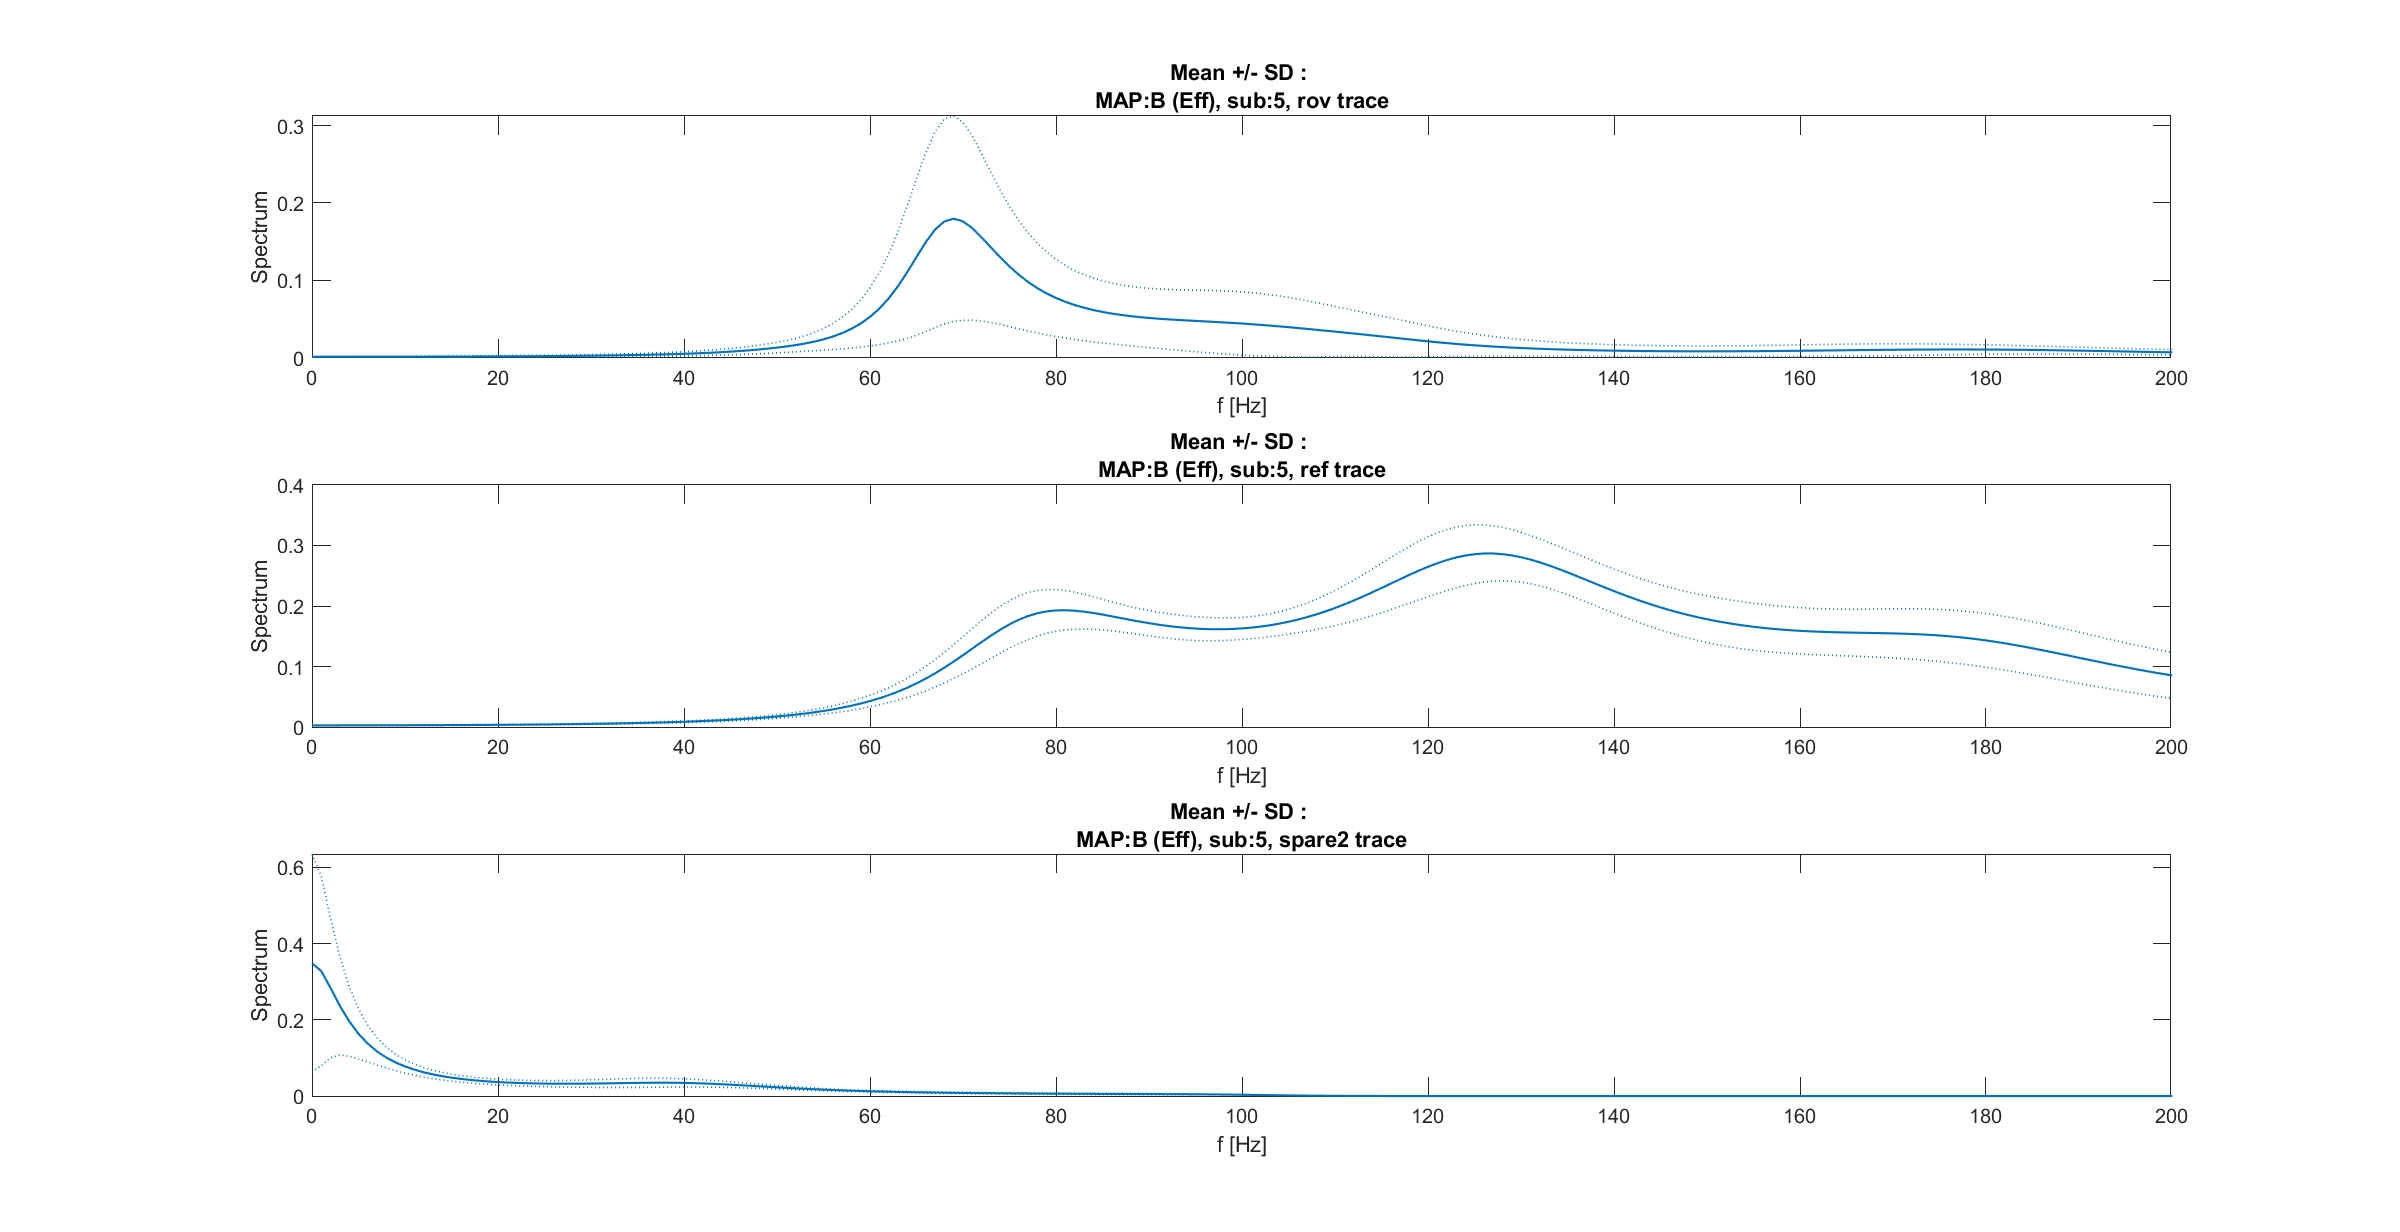 Mean +/- SD :
MAP:B (Eff), sub:5, rov trace
0.3
0.2
0.1
0
Spectrum
0 20 40 60 80 100 120 140 160 180 200
f [Hz]
Mean +/- SD :
MAP:B (Eff), sub:5, ref trace
0.4
0.3
0.2
0.1
0
Spectrum
0 20 40 60 80 100 120 140 160 180 200
f [Hz]
Mean +/- SD :
MAP:B (Eff), sub:5, spare2 trace
0.6
0.4
0.2
0
Spectrum
0 20 40 60 80 100 120 140 160 180 200
f [Hz]